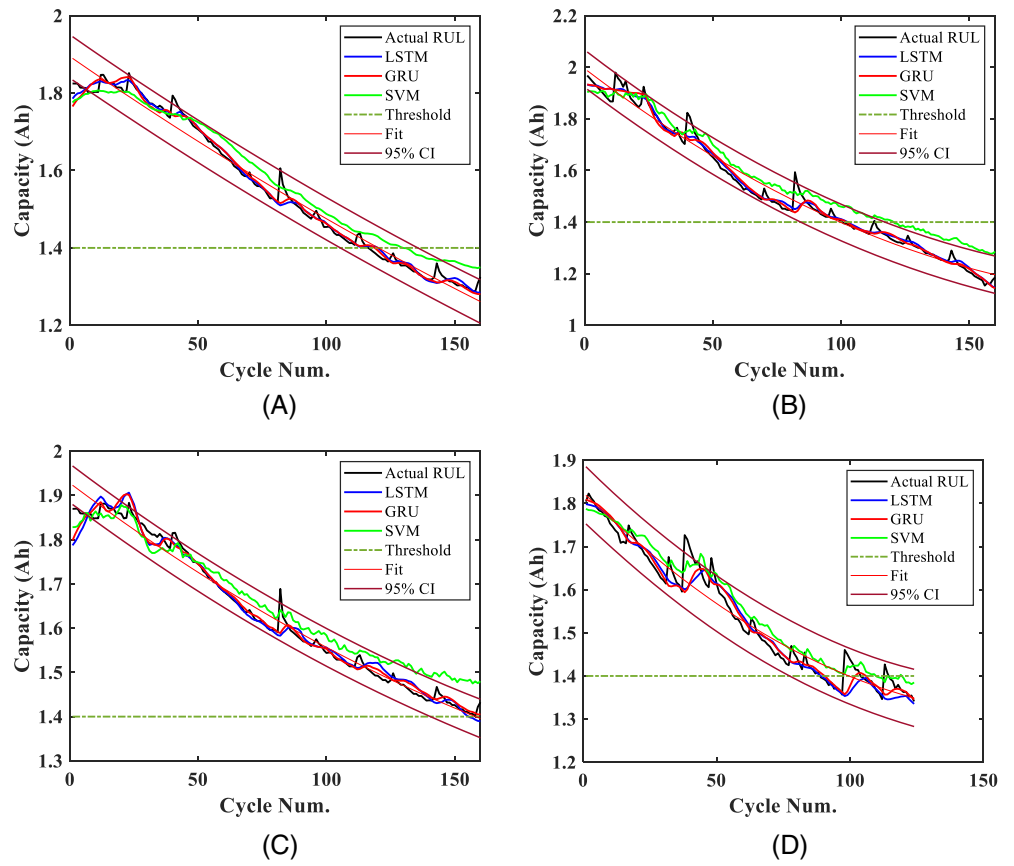 2
1.8
1.6
1.4
1.2
0
50
100
150
Capacity (Ah)
Cycle Num.
Actual RUL
LSTM
GRU
SVM
Threshold
Fit
95% CI
(A)
2.2
2
1.8
1.6
1.4
1.2
1
0
50
100
150
Capacity (Ah)
Cycle Num.
Actual RUL
LSTM
GRU
SVM
Threshold
Fit
95% CI
(B)
2
1.9
1.8
1.7
1.6
1.5
1.4
1.3
0
50
100
150
Capacity (Ah)
Cycle Num.
Actual RUL
LSTM
GRU
SVM
Threshold
Fit
95% CI
(C)
1.9
1.8
1.7
1.6
1.5
1.4
1.3
1.2
0
50
100
150
Capacity (Ah)
Cycle Num.
Actual RUL
LSTM
GRU
SVM
Threshold
Fit
95% CI
(D)